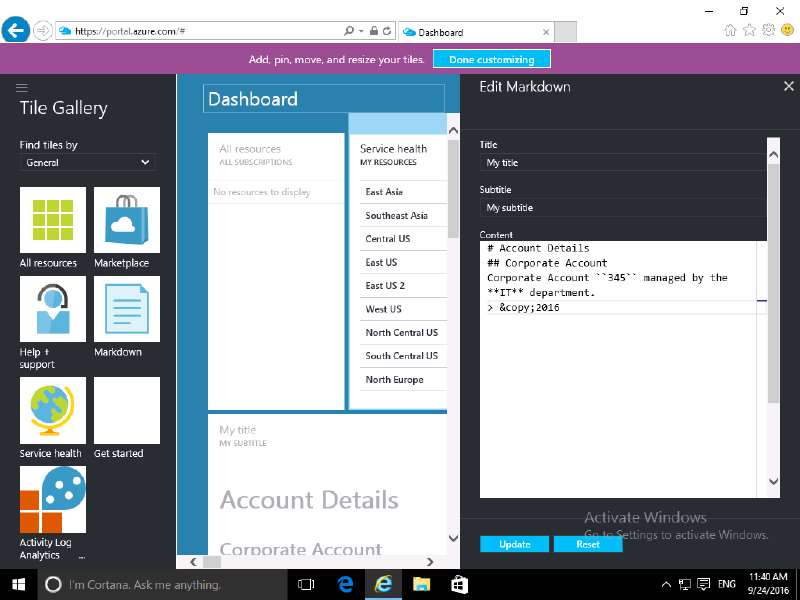 https://portal.azure.com/#
Dashboard
Add, pin, move, and resize your tiles.
Done customizing
Tile Gallery
Find tiles by
General
All resources
Marketplace
Help +
support
Markdown
Service health
Get started
Activity Log
Analytics
...
Dashboard
All resources
ALL SUBSCRIPTIONS
No resources to display
Service health
MY RESOURCES
East Asia
Southeast Asia
Central US
East US
East US 2
West US
North Central US
South Central US
North Europe
My title
MY SUBTITLE
Account Details
Corporate Account
Edit Markdown
Title
My title
Subtitle
My subtitle
Content
# Account Details
## Corporate Account
Corporate Account ``345`` managed by the
**IT** department.
> &copy;2016
Activate Windows
Go to Settings to activate Windows.
Update
Reset
I'm Cortana. Ask me anything.
ENG
11:40 AM
9/24/2016